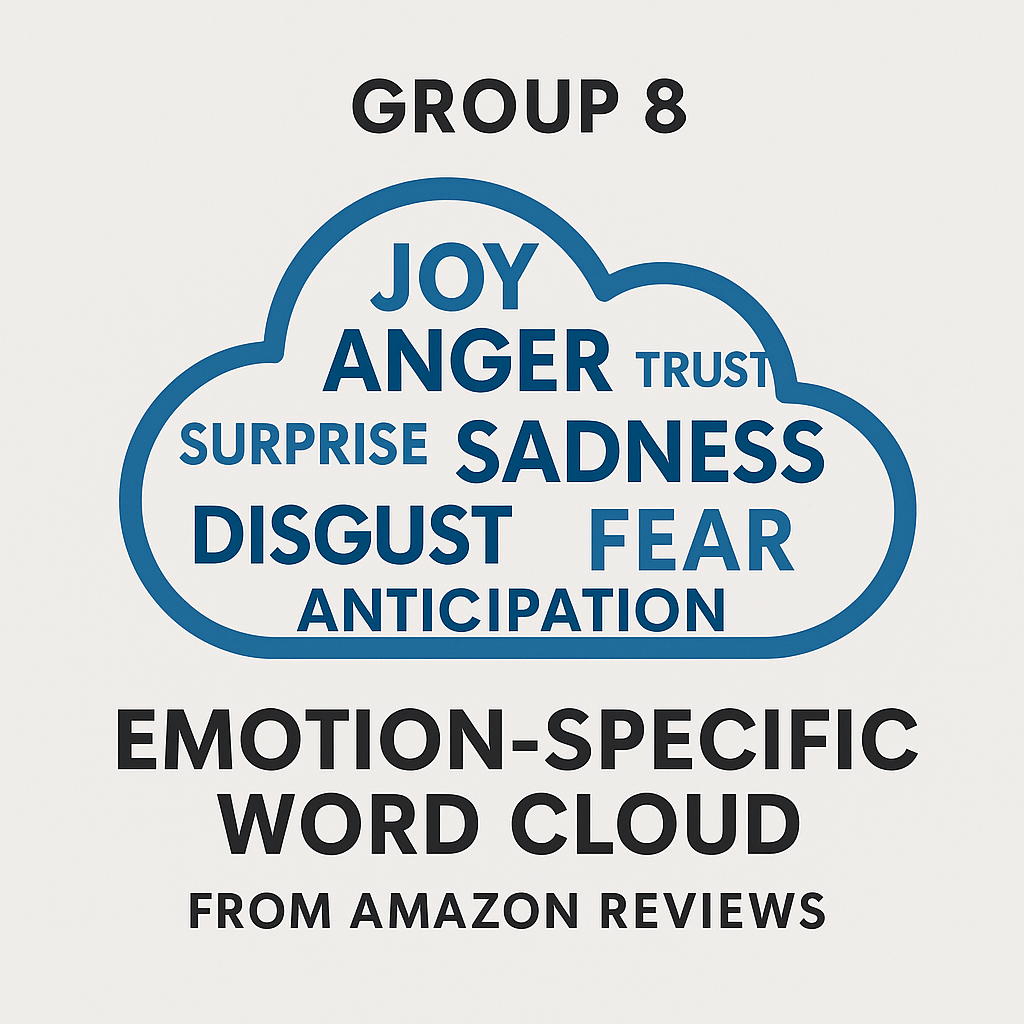 GROUP 8
JOY
ANGER TRUST
SURPRISE SADNESS
DISGUST FEAR
ANTICIPATION
EMOTION-SPECIFIC
WORD CLOUD
FROM AMAZON REVIEWS